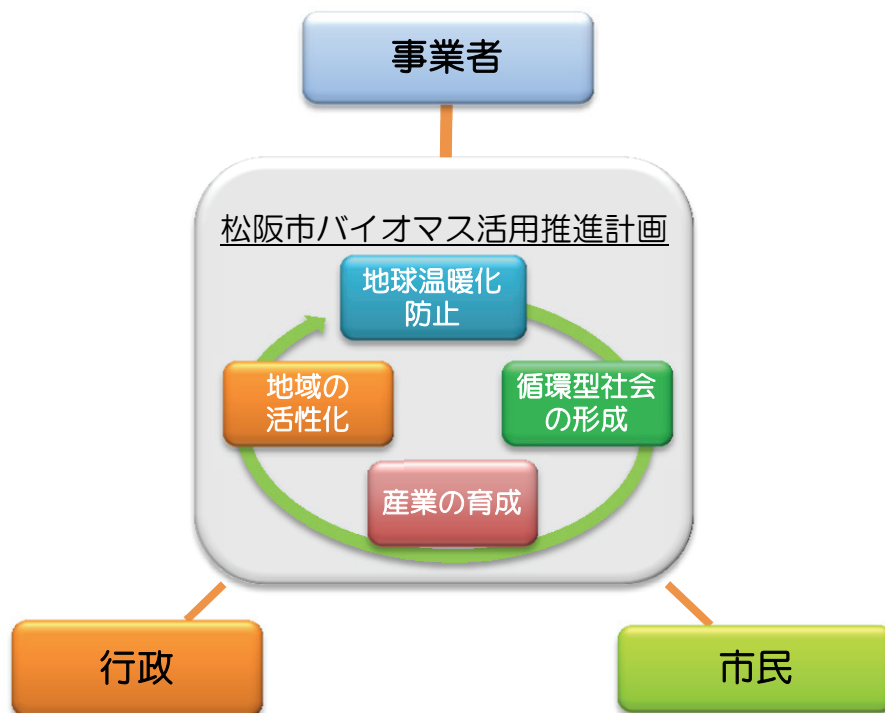 事業者
松阪市バイオマス活用推進計画
地球温暖化
防止
地域の
活性化
循環型社会
の形成
産業の育成
行政
市民